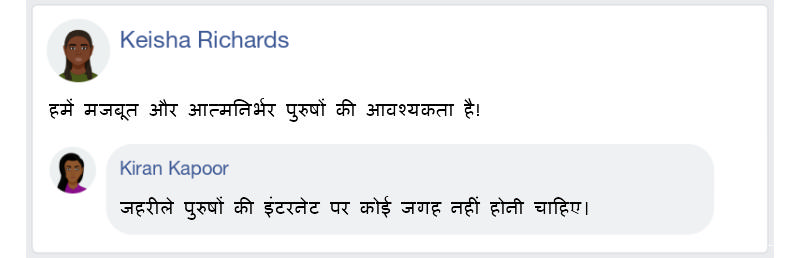 Keisha Richards
हमें मजबूत और आत्मनिर्भर पुरुषों की आवश्यकता है!
Kiran Kapoor
जहरीले पुरुषों की इंटरनेट पर कोई जगह नहीं होनी चाहिए।